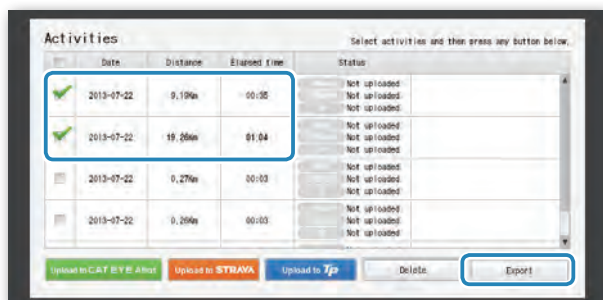 Activities
Select activities and then press any button below.
Date Distance Elapsed time Status
2013-07-22 9.19Km 00:35 Not uploaded
Not uploaded
Not uploaded
2013-07-22 19.26Km 01:04 Not uploaded
Not uploaded
Not uploaded
2013-07-22 0.27Km 00:03 Not uploaded
Not uploaded
Not uploaded
2013-07-22 0.26Km 00:03 Not uploaded
Not uploaded
Not uploaded
Upload to CAT EYE Atlas Upload to STRAVA Upload to Tp Delete Export